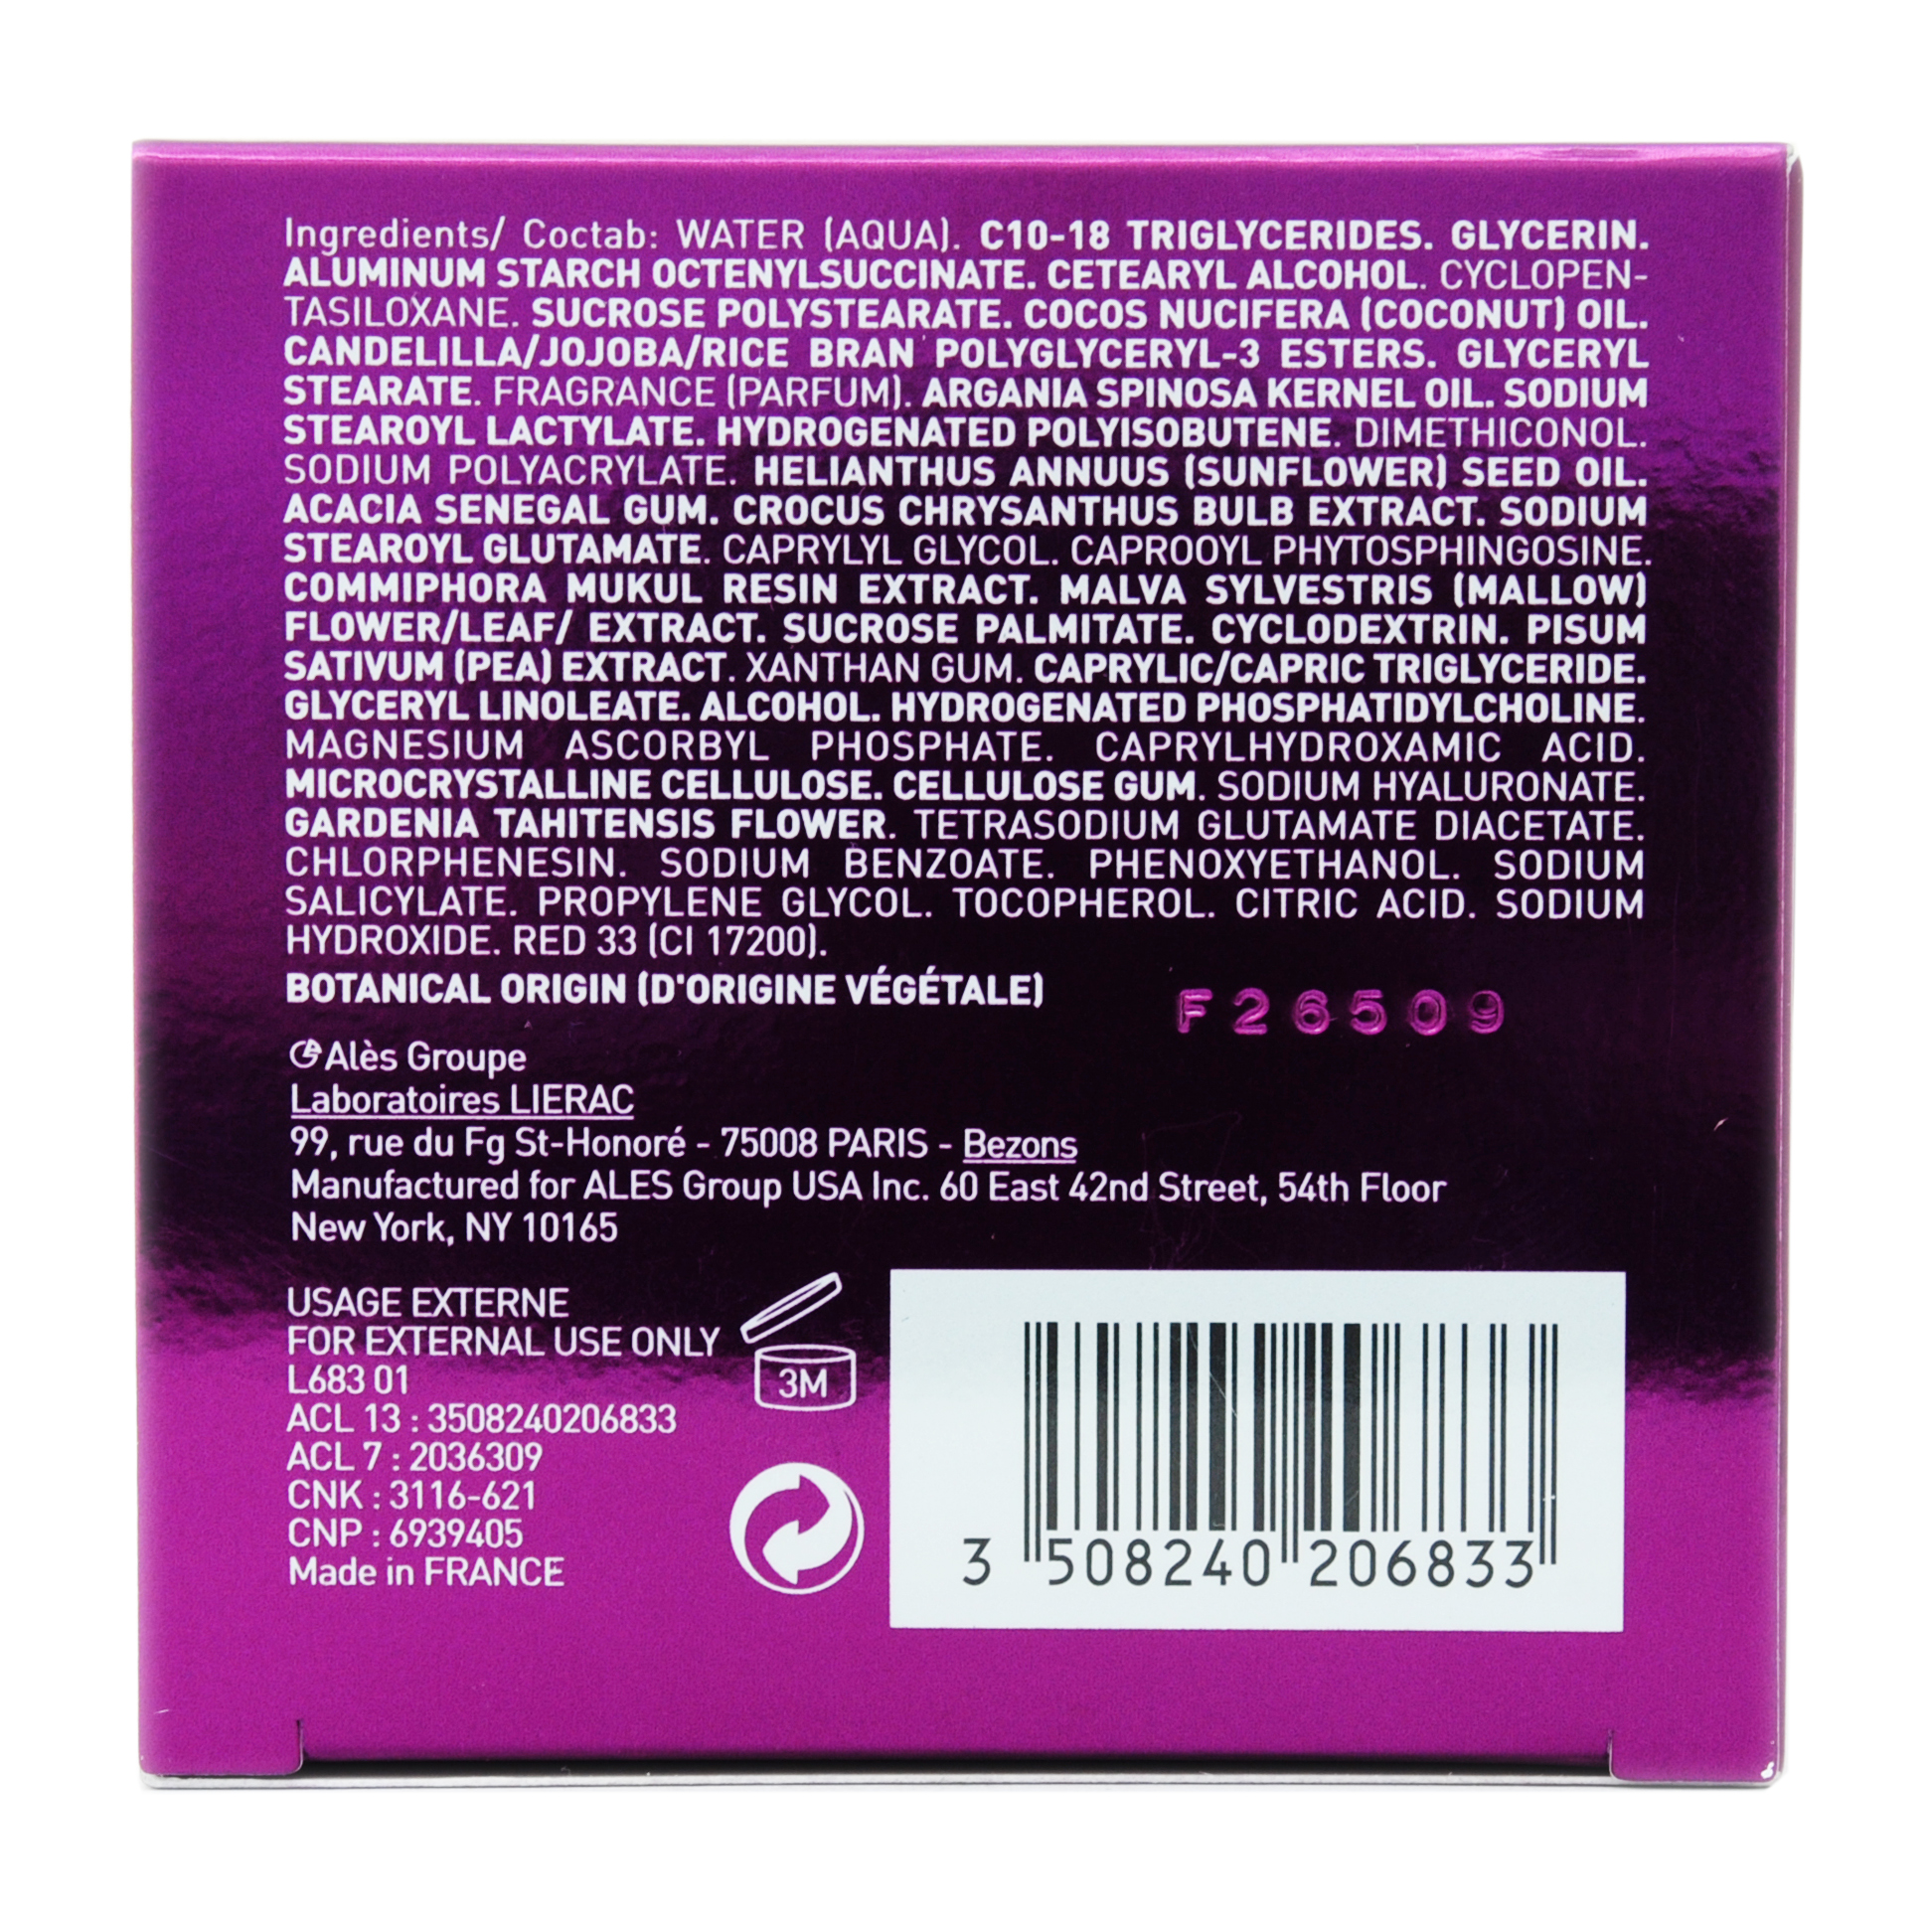 Ingredients/ Coctab: WATER (AQUA). C10-18 TRIGLYCERIDES. GLYCERIN.
ALUMINUM STARCH OCTENYLSUCCINATE. CETEARYL ALCOHOL. CYCLOPEN-
TASILOXANE. SUCROSE POLYSTEARATE. COCOS NUCIFERA (COCONUT) OIL.
CANDELILLA/JOJOBA/RICE BRAN POLYGLYCERYL-3 ESTERS. GLYCERYL
STEARATE. FRAGRANCE (PARFUM). ARGANIA SPINOSA KERNEL OIL. SODIUM
STEAROYL LACTYLATE. HYDROGENATED POLYISOBUTENE. DIMETHICONOL.
SODIUM POLYACRYLATE. HELIANTHUS ANNUUS (SUNFLOWER) SEED OIL.
ACACIA SENEGAL GUM. CROCUS CHRYSANTHUS BULB EXTRACT. SODIUM
STEAROYL GLUTAMATE. CAPRYLYL GLYCOL. CAPROOYL PHYTOSPHINGOSINE.
COMMIPHORA MUKUL RESIN EXTRACT. MALVA SYLVESTRIS (MALLOW)
FLOWER/LEAF/ EXTRACT. SUCROSE PALMITATE. CYCLODEXTRIN. PISUM
SATIVUM (PEA) EXTRACT. XANTHAN GUM. CAPRYLIC/CAPRIC TRIGLYCERIDE.
GLYCERYL LINOLEATE. ALCOHOL. HYDROGENATED PHOSPHATIDYLCHOLINE.
MAGNESIUM ASCORBYL PHOSPHATE. CAPRYLHYDROXAMIC ACID.
MICROCRYSTALLINE CELLULOSE. CELLULOSE GUM. SODIUM HYALURONATE.
GARDENIA TAHITENSIS FLOWER. TETRASODIUM GLUTAMATE DIACETATE.
CHLORPHENESIN. SODIUM BENZOATE. PHENOXYETHANOL. SODIUM
SALICYLATE. PROPYLENE GLYCOL. TOCOPHEROL. CITRIC ACID. SODIUM
HYDROXIDE. RED 33 (CI 17200).
BOTANICAL ORIGIN (D'ORIGINE VÉGÉTALE)
F26509
Alès Groupe
Laboratoires LIERAC
99, rue du Fg St-Honoré - 75008 PARIS - Bezons
Manufactured for ALES Group USA Inc. 60 East 42nd Street, 54th Floor
New York, NY 10165
USAGE EXTERNE
FOR EXTERNAL USE ONLY
L683 01
3M
ACL 13 : 3508240206833
ACL 7 : 2036309
CNK : 3116-621
CNP : 6939405
Made in FRANCE
3 508240 206833